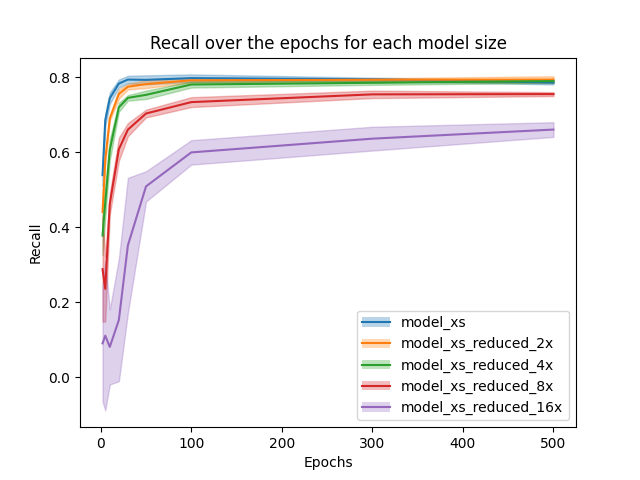 Recall over the epochs for each model size
0.8
0.6
0.4
0.2
0.0
Recall
0 100 200 300 400 500
Epochs
model_xs
model_xs_reduced_2x
model_xs_reduced_4x
model_xs_reduced_8x
model_xs_reduced_16x